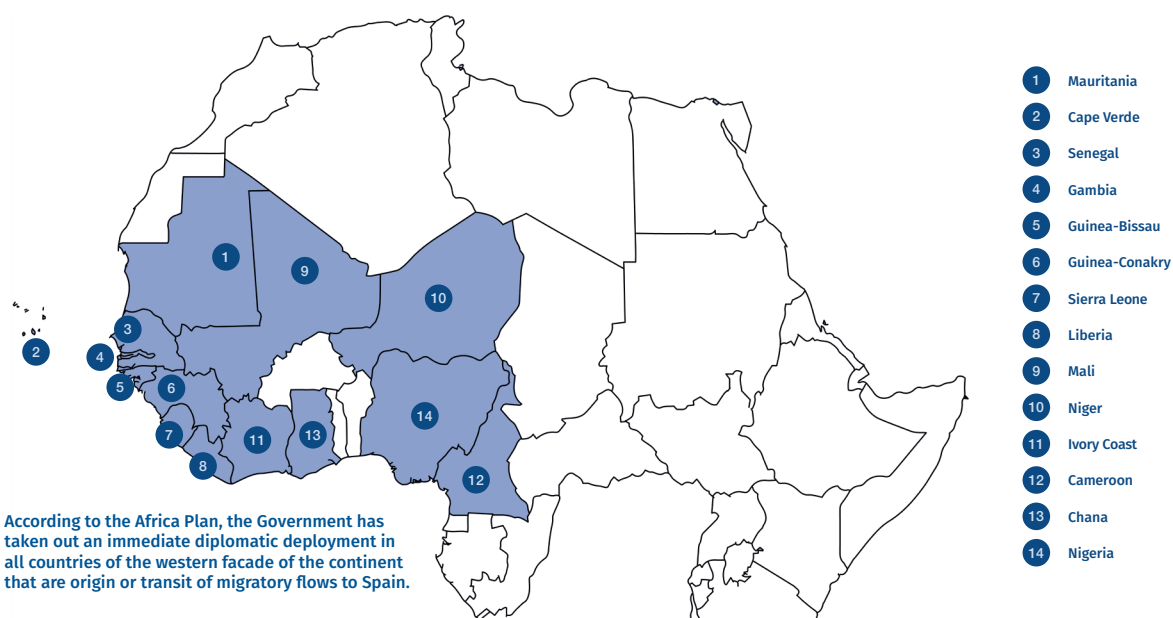 1 Mauritania
2 Cape Verde
3 Senegal
4 Gambia
5 Guinea-Bissau
6 Guinea-Conakry
7 Sierra Leone
8 Liberia
9 Mali
10 Niger
11 Ivory Coast
12 Cameroon
13 Chana
14 Nigeria
1
9
10
3
2
4
5
6
7
8
11
13
14
12
According to the Africa Plan, the Government has
taken out an immediate diplomatic deployment in
all countries of the western facade of the continent
that are origin or transit of migratory flows to Spain.